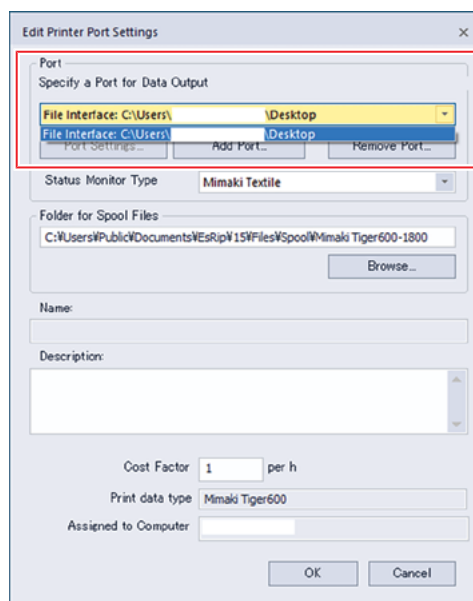 Edit Printer Port Settings
Port
Specify a Port for Data Output
File Interface: C:\Users\ \Desktop
File Interface: C:\Users\ \Desktop
Port Settings... Add Port... Remove Port...
Status Monitor Type Mimaki Textile
Folder for Spool Files
C:¥Users¥Public¥Documents¥EsRip¥15¥Files¥Spool¥Mimaki Tiger600-1800
Browse...
Name:
Description:
Cost Factor 1 per h
Print data type Mimaki Tiger600
Assigned to Computer
OK Cancel